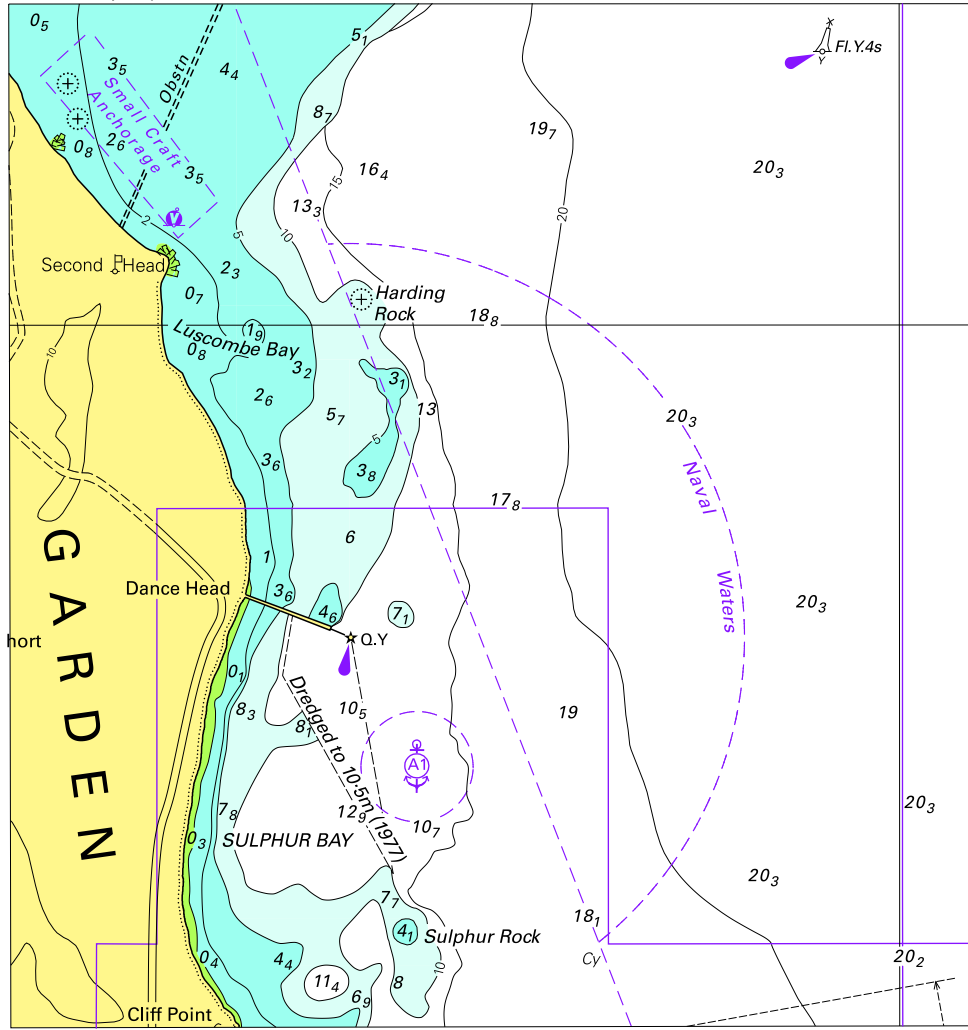 0₅
5₁
Fl.Y.4s
Y
3₅
4₄
Obstn
Small Craft
Anchorage
8₇
19₇
2₆
0₈
3₅
15
16₄
20₃
V
2
13₃
20
5
10
Second Head
2₃
0₇
Harding
Rock
18₈
Luscombe Bay
1₉
0₈
10
3₂
3₁
2₆
5₇
13
20₃
5
3₆
3₈
Naval
17₈
GARDEN
6
1
Dance Head
3₆
4₆
7₁
Waters
20₃
hort
Q.Y
0₁
8₃
Dredged to 10·5m (1977)
10₅
8₁
19
A1
7₈
12₉
10₇
20₃
0₃
SULPHUR BAY
20₃
7₇
18₁
4₁
Sulphur Rock
0₄
4₄
Cy
20₂
10
11₄
8
6₉
Cliff Point